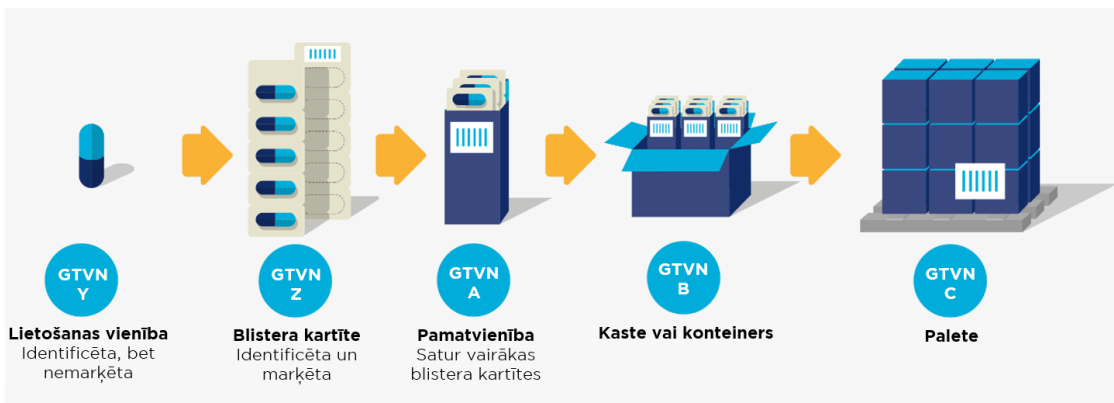 GTVN
Y
GTVN
Z
GTVN
A
GTVN
B
GTVN
C
Lietošanas vienība
Identificēta, bet
nemarķēta
Blistera kartīte
Identificēta un
marķēta
Pamatvienība
Satur vairākas
blistera kartītes
Kaste vai konteiners
Palete